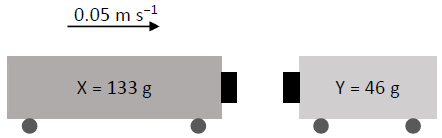 0.05 m s⁻¹
X = 133 g
Y = 46 g